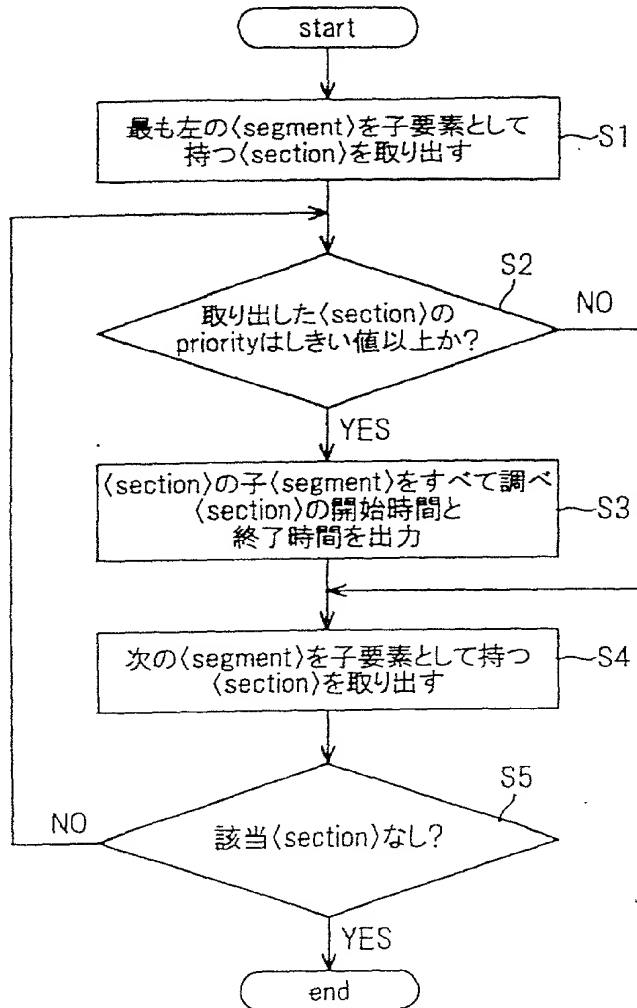 start
最も左の〈segment〉を子要素として
持つ〈section〉を取り出す
S1
S2
取り出した〈section〉の
priorityはしきい値以上か?
NO
YES
〈section〉の子〈segment〉をすべて調べ
〈section〉の開始時間と
終了時間を出力
S3
次の〈segment〉を子要素として持つ
〈section〉を取り出す
S4
S5
NO
該当〈section〉なし?
YES
end